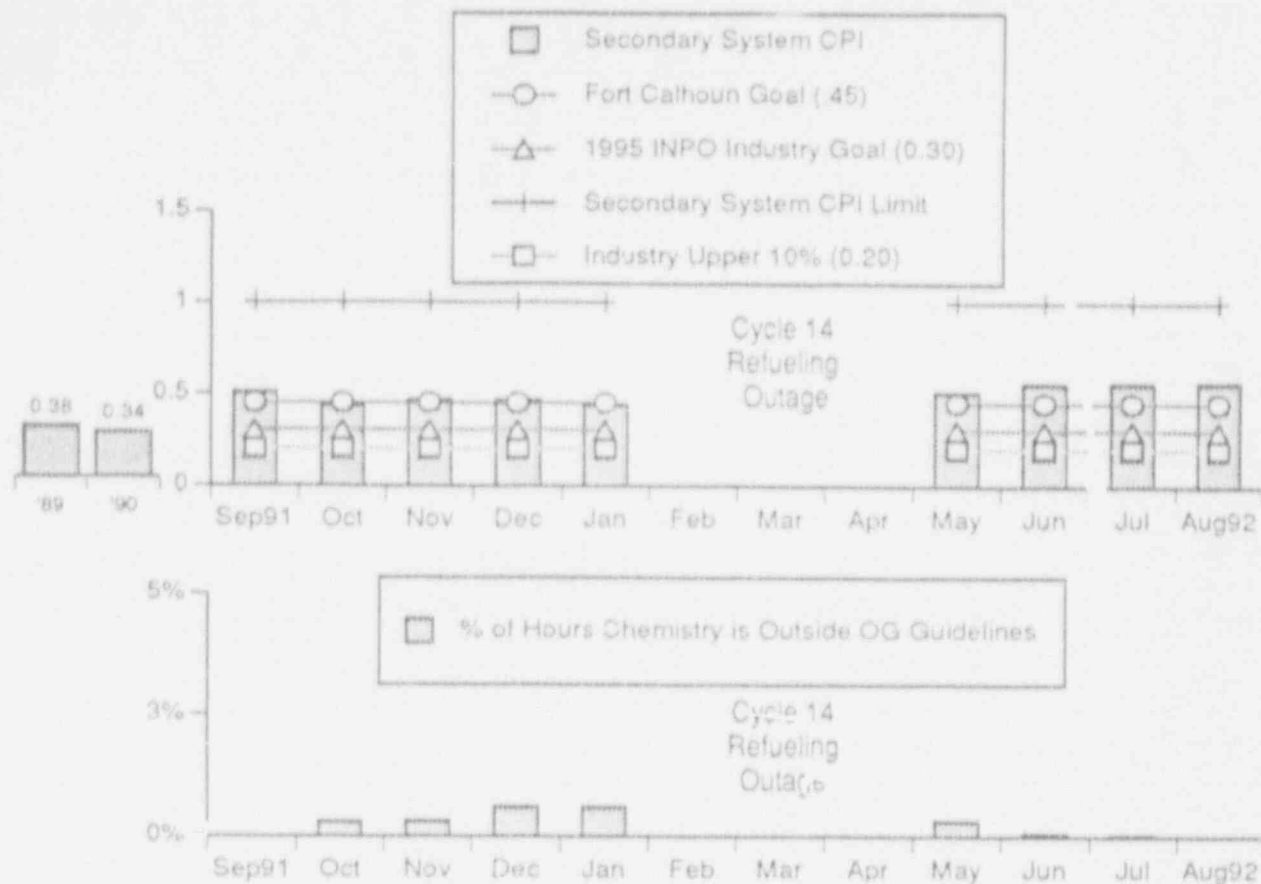 Secondary System CPI
Fort Calhoun Goal (.45)
1995 INPO Industry Goal (0.30)
Secondary System CPI Limit
Industry Upper 10% (0.20)
1.5
1
0.5
0
Cycle 14
Refueling
Outage
0.38
0.34
'89
'90
Sep91 Oct Nov Dec Jan Feb Mar Apr May Jun Jul Aug92
5%
3%
0%
% of Hours Chemistry is Outside OG Guidelines
Cycle 14
Refueling
Sep91 Oct Nov Dec Jan Feb Mar Apr May Jun Jul Aug92